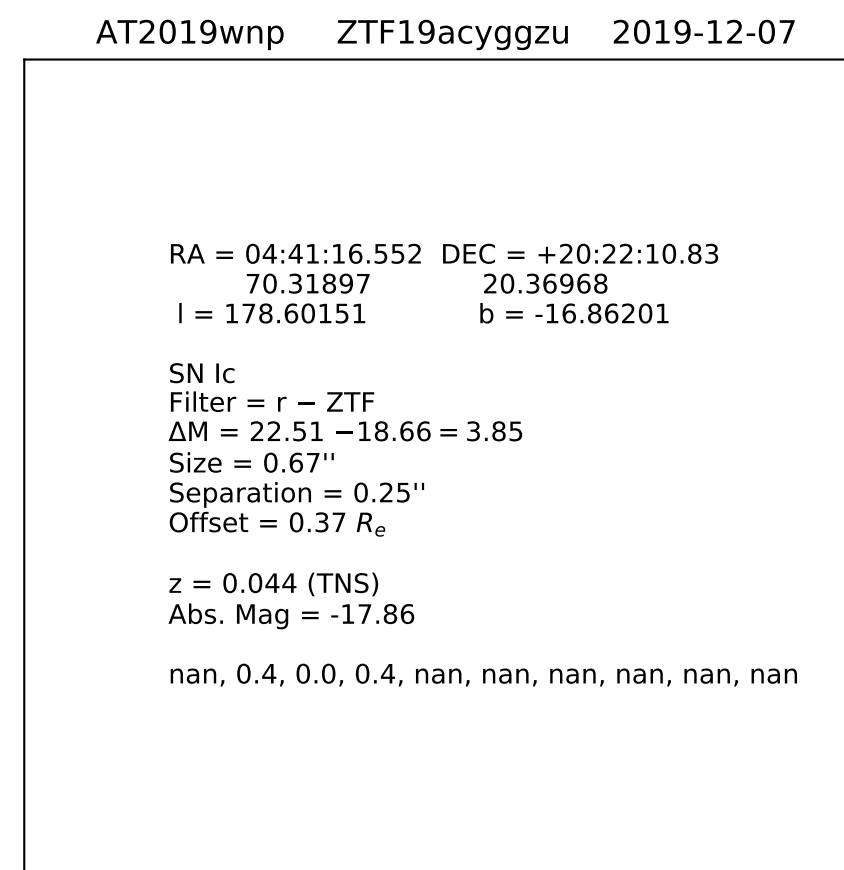 AT2019wnp ZTF19acyggzu 2019-12-07
RA = 04:41:16.552 DEC = +20:22:10.83
70.31897 20.36968
l = 178.60151 b = -16.86201
SN Ic
Filter = r − ZTF
ΔM = 22.51 −18.66 = 3.85
Size = 0.67''
Separation = 0.25''
Offset = 0.37 Re
z = 0.044 (TNS)
Abs. Mag = -17.86
nan, 0.4, 0.0, 0.4, nan, nan, nan, nan, nan, nan